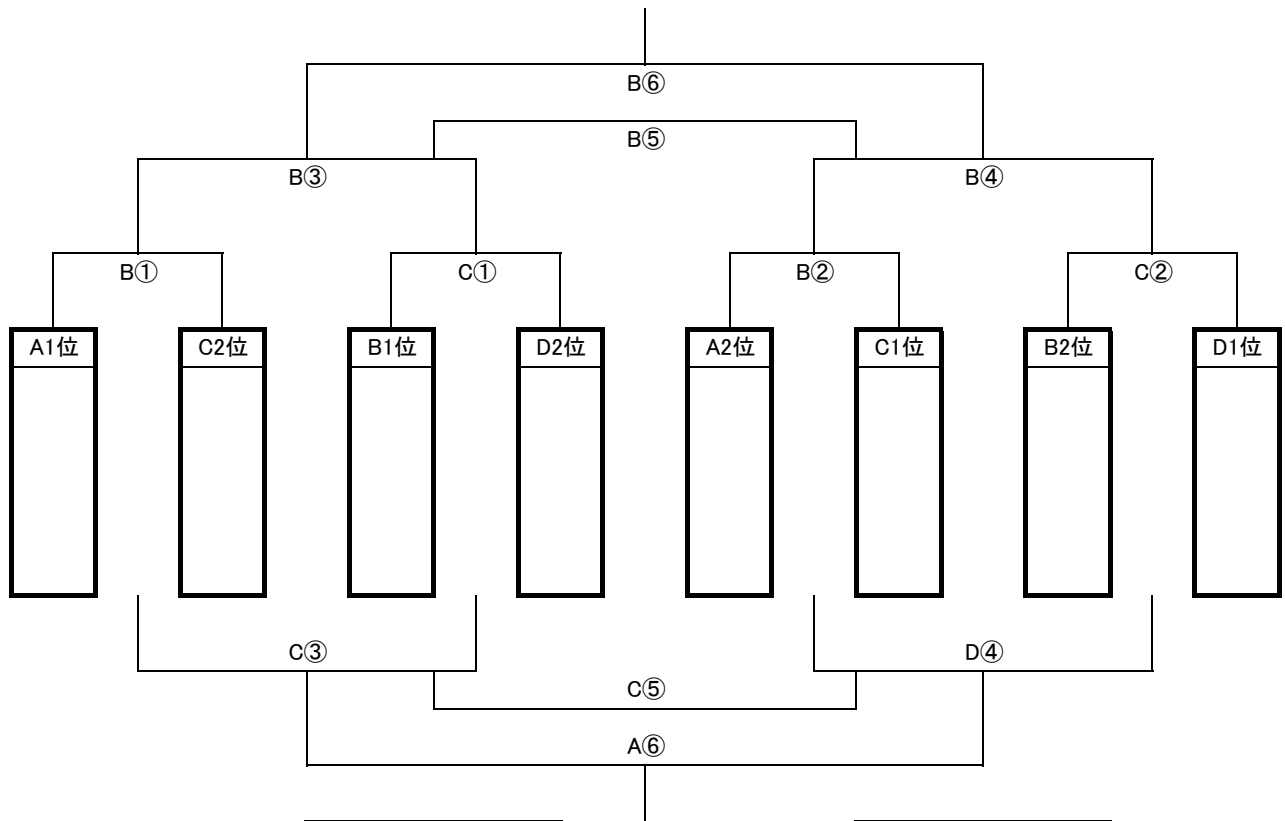 B⑥
B⑤
B③ B④
B① C① B② C②
A1位 C2位 B1位 D2位 A2位 C1位 B2位 D1位
C③ D④
C⑤
A⑥